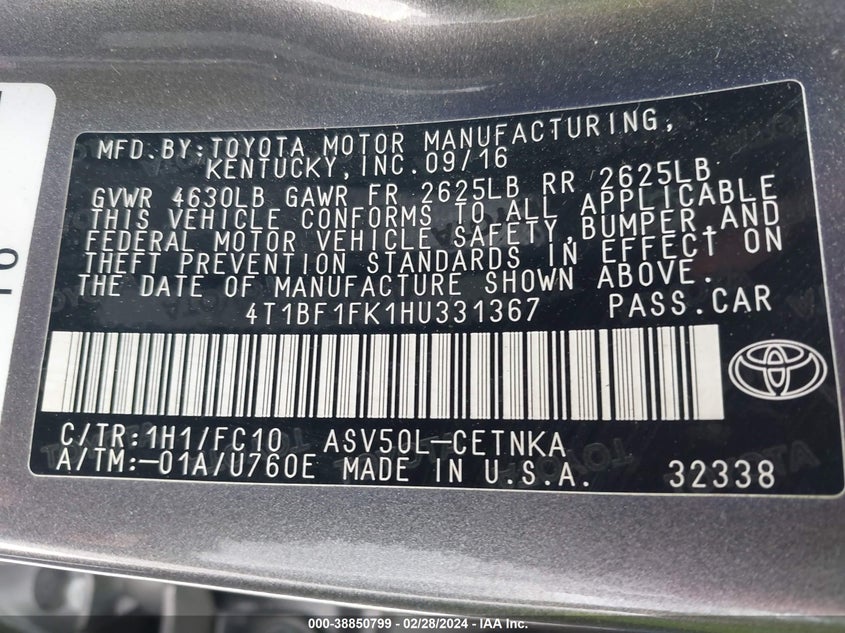 MFD. BY: TOYOTA MOTOR MANUFACTURING,
KENTUCKY, INC. 09/16
GVWR 4630LB GAWR FR 2625LB RR 2625LB
THIS VEHICLE CONFORMS TO ALL APPLICABLE
FEDERAL MOTOR VEHICLE SAFETY, BUMPER, AND
THEFT PREVENTION STANDARDS IN EFFECT ON
THE DATE OF MANUFACTURE SHOWN ABOVE.
4T1BF1FK1HU331367 PASS.CAR
C/TR:1H1/FC10 ASV50L-CETNKA
A/TM:-01A/U760E MADE IN U.S.A. 32338
16
000-38850799 - 02/28/2024 - IAA Inc.